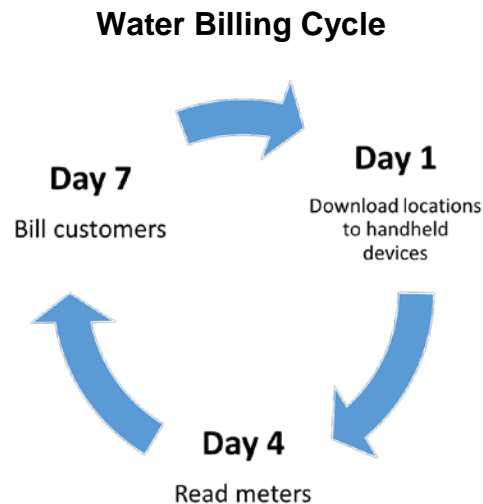 Water Billing Cycle
Day 1
Download locations
to handheld
devices
Day 4
Read meters
Day 7
Bill customers